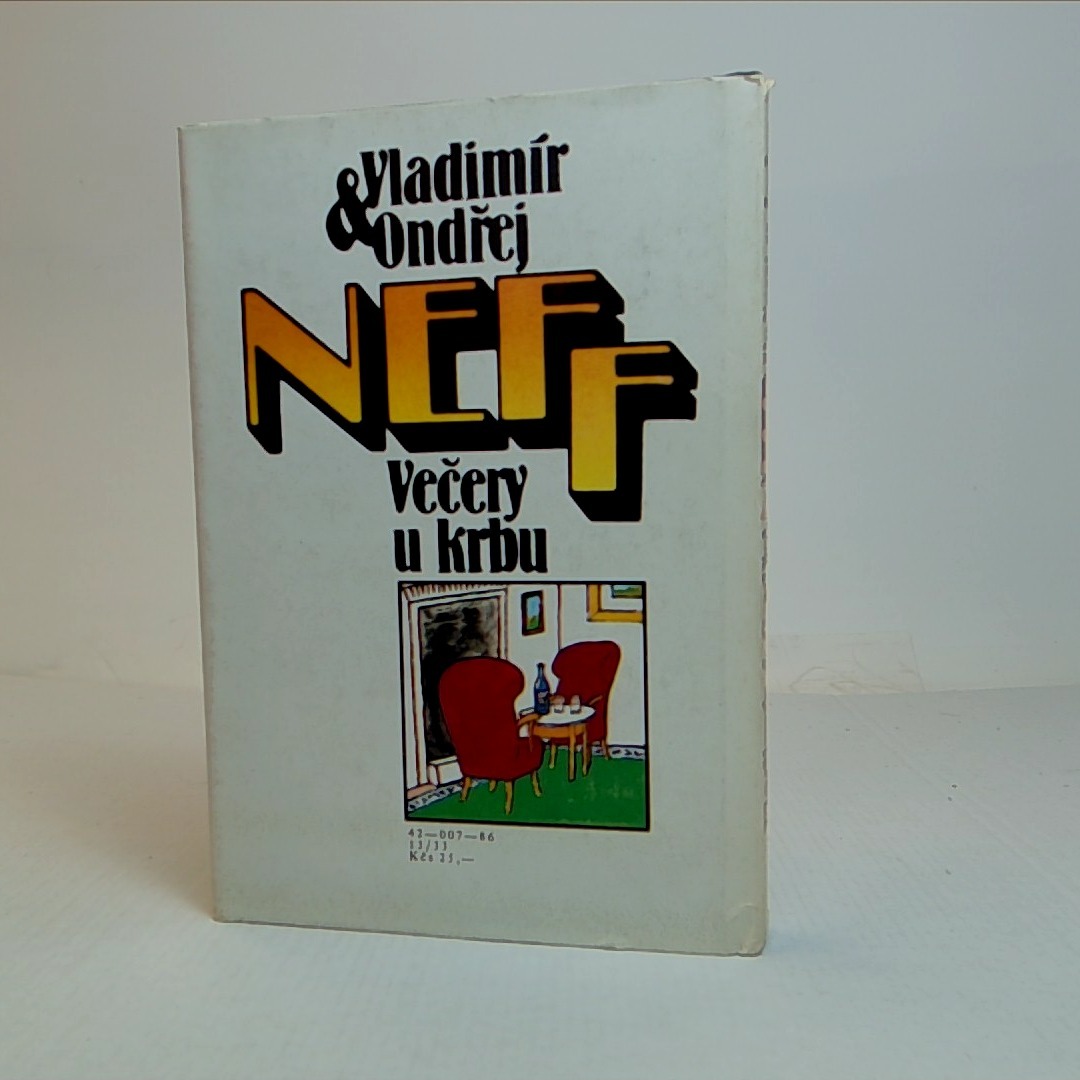 Vladimír
& Ondřej
NEFF
Večery
u krbu
42—007—86
13/33
Kčs 25,—